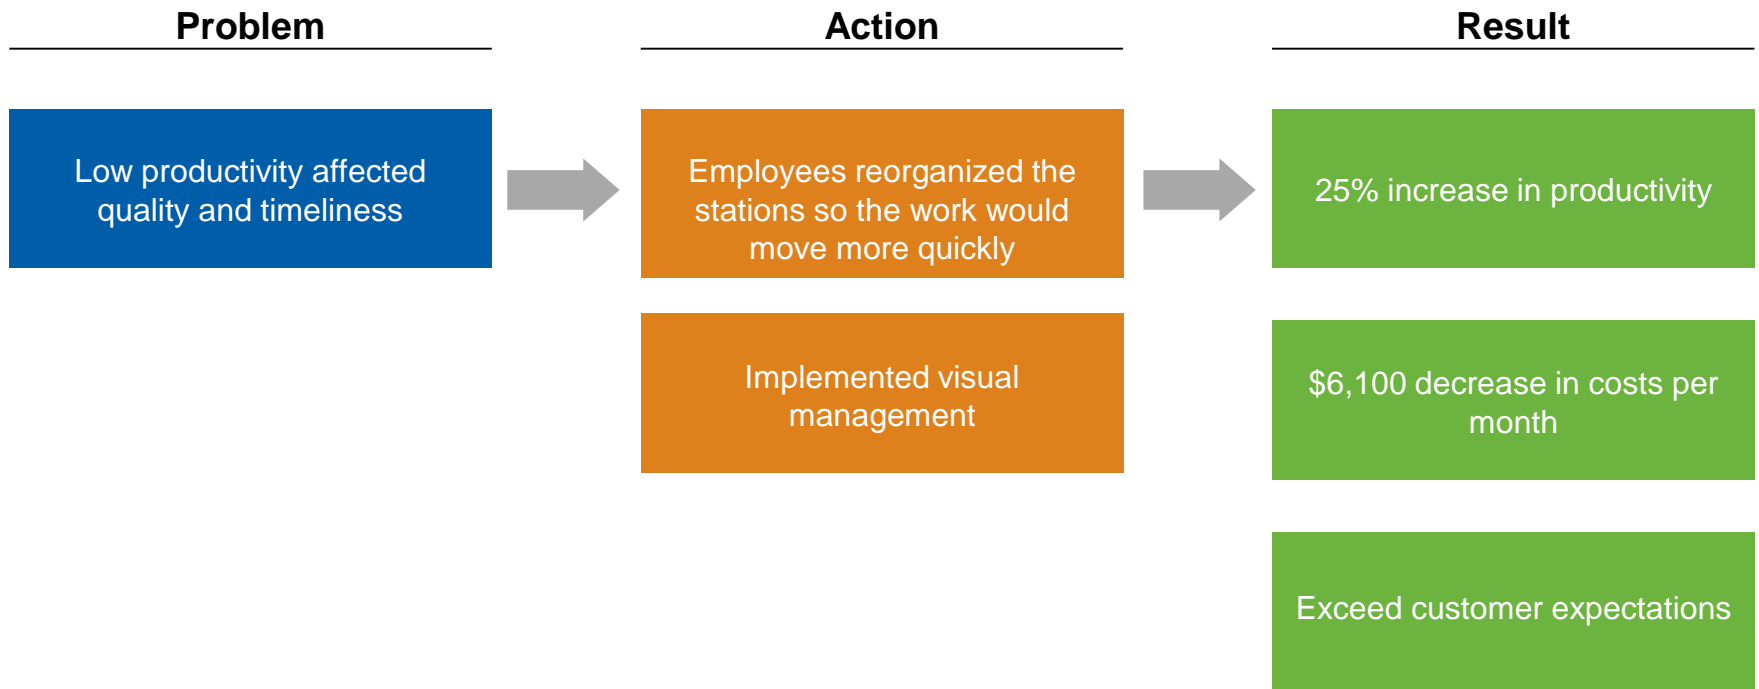 Problem
Action
Result
Low productivity affected
quality and timeliness
Employees reorganized the
stations so the work would
move more quickly
25% increase in productivity
Implemented visual
management
$6,100 decrease in costs per
month
Exceed customer expectations